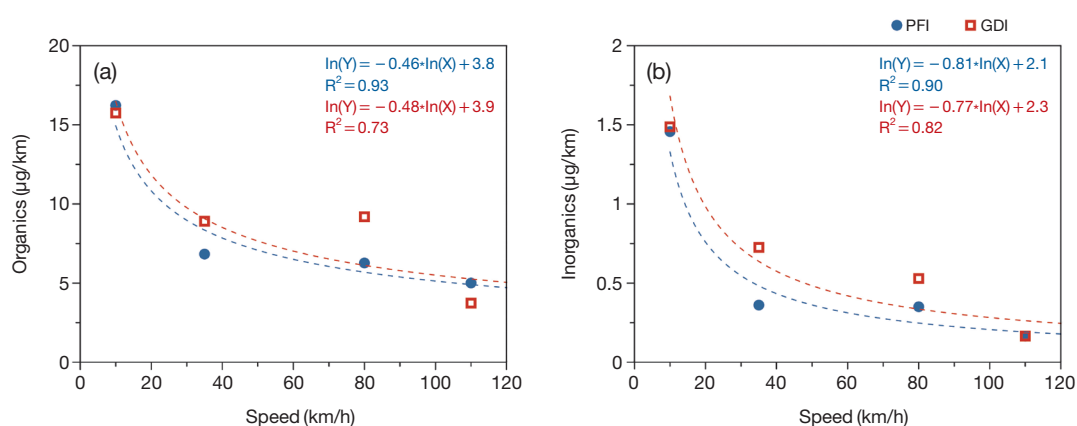 PFI GDI
(a)
ln(Y)= −0.46*ln(X)+3.8
R²=0.93
ln(Y)= −0.48*ln(X)+3.9
R²=0.73
20
15
10
5
0
Organics (µg/km)
0 20 40 60 80 100 120
Speed (km/h)
(b)
ln(Y)= −0.81*ln(X)+2.1
R²=0.90
ln(Y)= −0.77*ln(X)+2.3
R²=0.82
2
1.5
1
0.5
0
Inorganics (µg/km)
0 20 40 60 80 100 120
Speed (km/h)